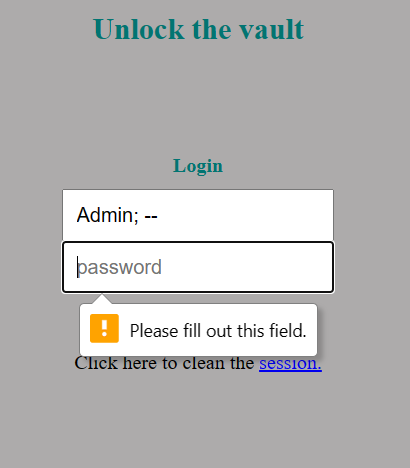 Unlock the vault
Login
Admin; --
password
Please fill out this field.
Click here to clean the session.